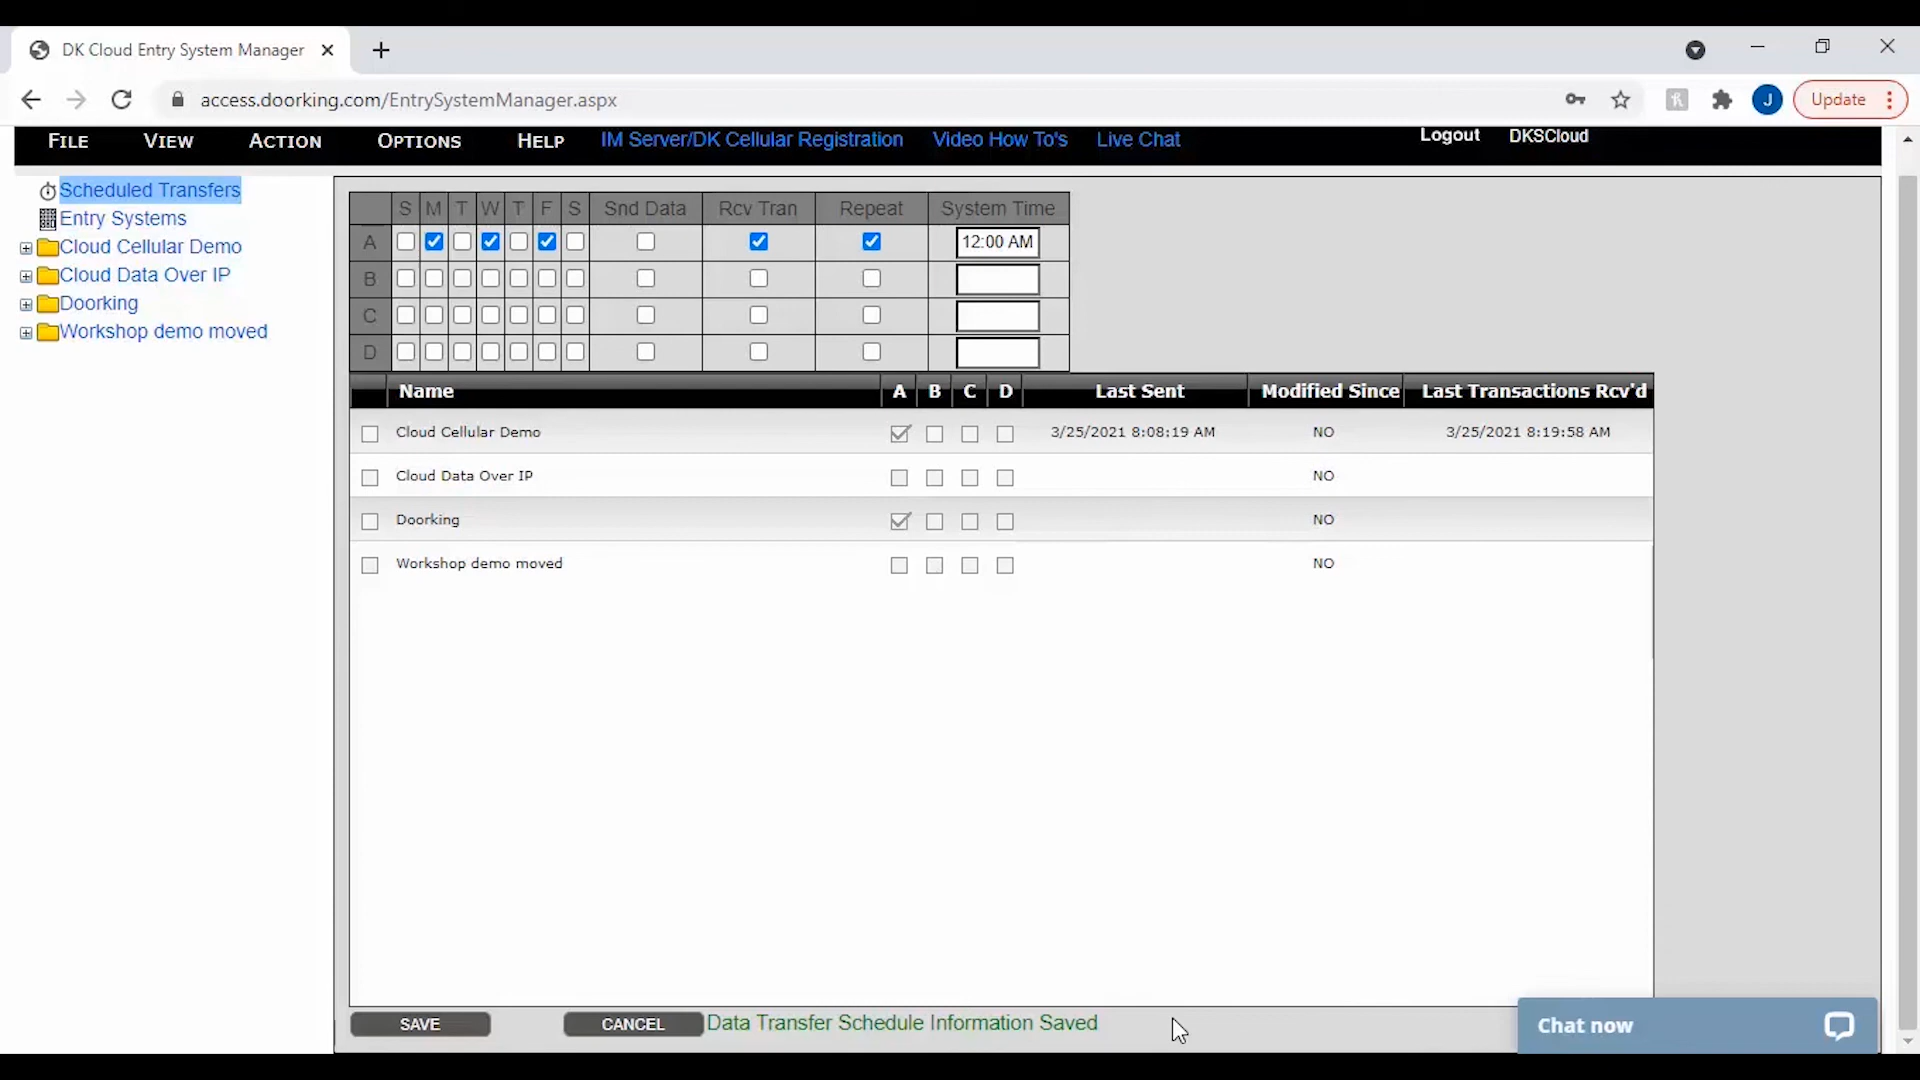 DK Cloud Entry System Manager
access.doorking.com/EntrySystemManager.aspx
J
Update
FILE VIEW ACTION OPTIONS HELP IM Server/DK Cellular Registration Video How To's Live Chat Logout DKSCloud
Scheduled Transfers
Entry Systems
Cloud Cellular Demo
Cloud Data Over IP
Doorking
Workshop demo moved
S M T W T F S Snd Data Rcv Tran Repeat System Time
A 12:00 AM
B
C
D
Name A B C D Last Sent Modified Since Last Transactions Rcv'd
Cloud Cellular Demo 3/25/2021 8:08:19 AM NO 3/25/2021 8:19:58 AM
Cloud Data Over IP NO
Doorking NO
Workshop demo moved NO
SAVE CANCEL Data Transfer Schedule Information Saved
Chat now